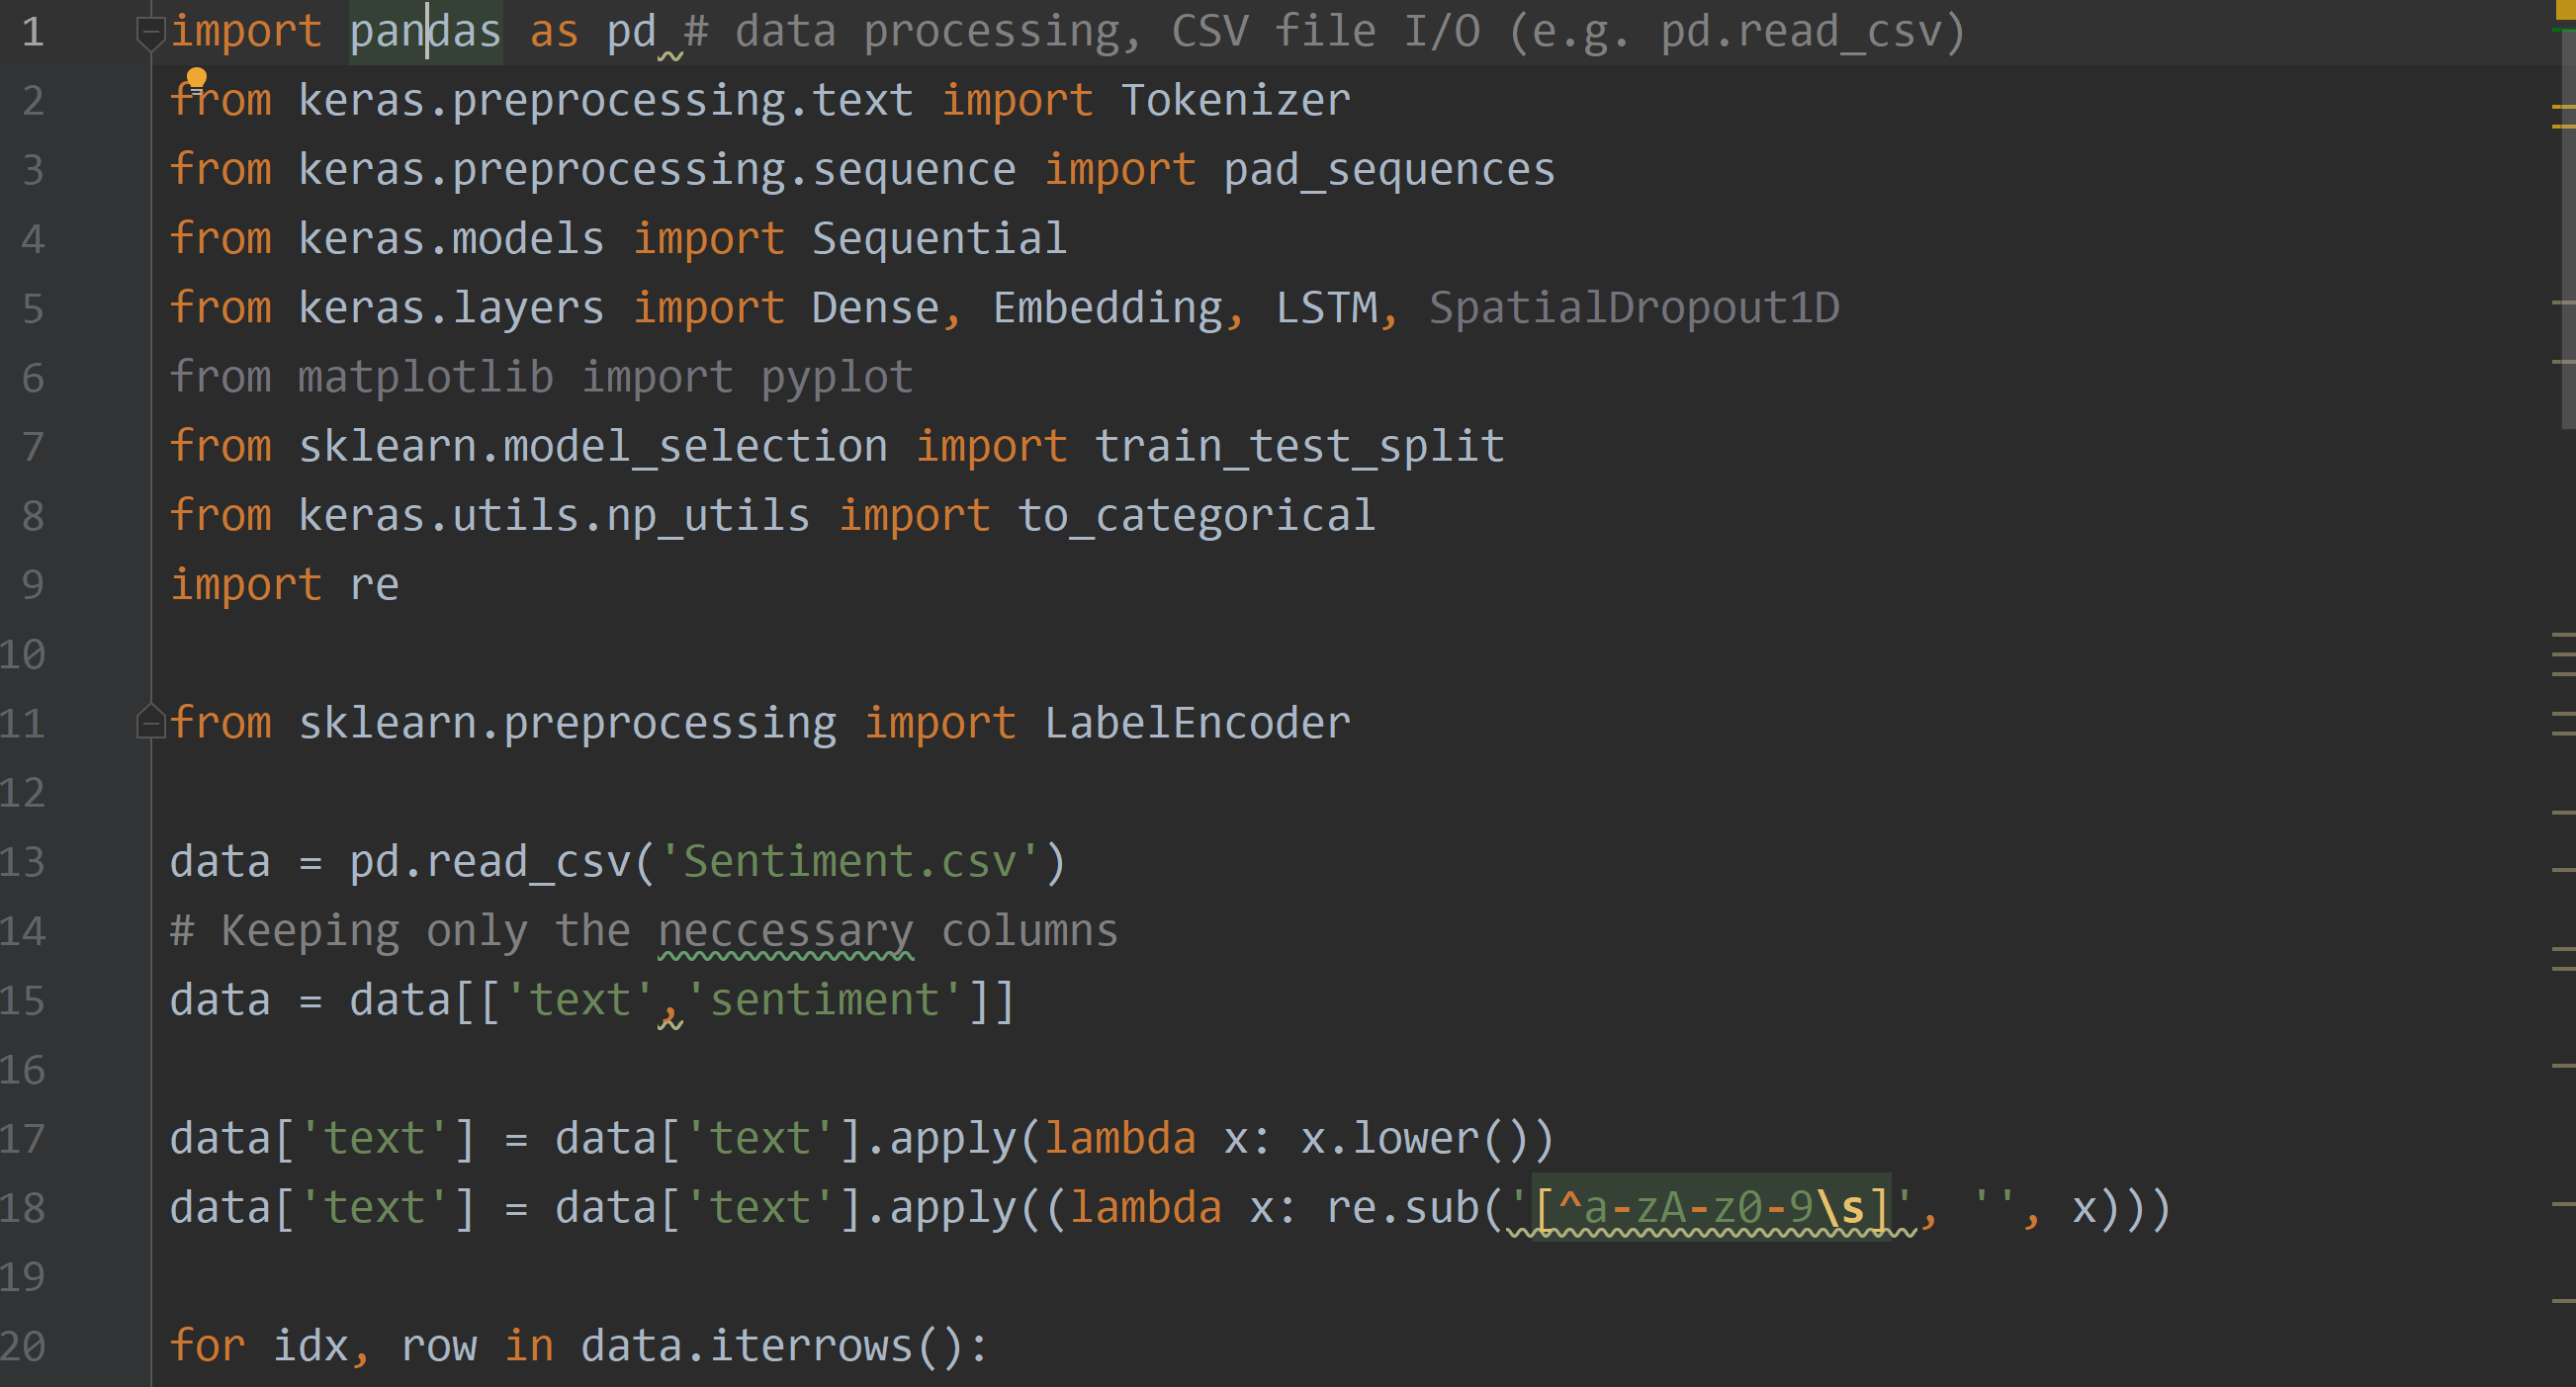 1 import pandas as pd # data processing, CSV file I/O (e.g. pd.read_csv)
2 from keras.preprocessing.text import Tokenizer
3 from keras.preprocessing.sequence import pad_sequences
4 from keras.models import Sequential
5 from keras.layers import Dense, Embedding, LSTM, SpatialDropout1D
6 from matplotlib import pyplot
7 from sklearn.model_selection import train_test_split
8 from keras.utils.np_utils import to_categorical
9 import re
10
11 from sklearn.preprocessing import LabelEncoder
12
13 data = pd.read_csv('Sentiment.csv')
14 # Keeping only the neccessary columns
15 data = data[['text','sentiment']]
16
17 data['text'] = data['text'].apply(lambda x: x.lower())
18 data['text'] = data['text'].apply((lambda x: re.sub('[^a-zA-z0-9\s]', '', x)))
19
20 for idx, row in data.iterrows():